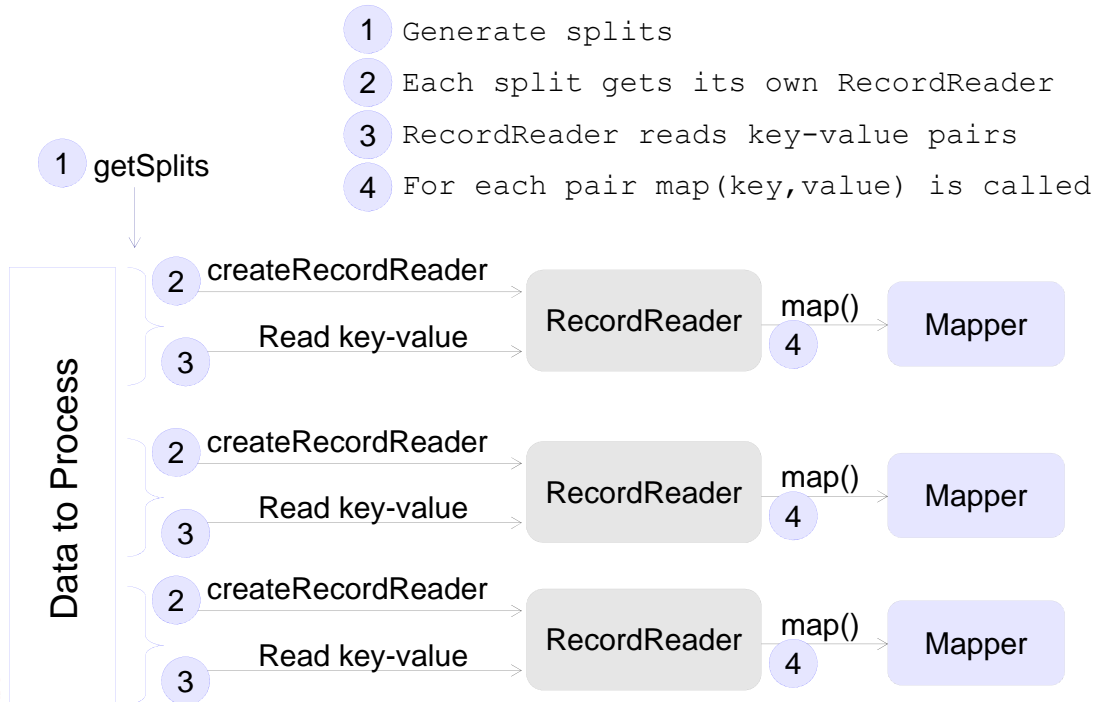 1 Generate splits
2 Each split gets its own RecordReader
3 RecordReader reads key-value pairs
4 For each pair map(key,value) is called
1 getSplits
Data to Process
2 createRecordReader
3 Read key-value
RecordReader
map()
4
Mapper
2 createRecordReader
3 Read key-value
RecordReader
map()
4
Mapper
2 createRecordReader
3 Read key-value
RecordReader
map()
4
Mapper